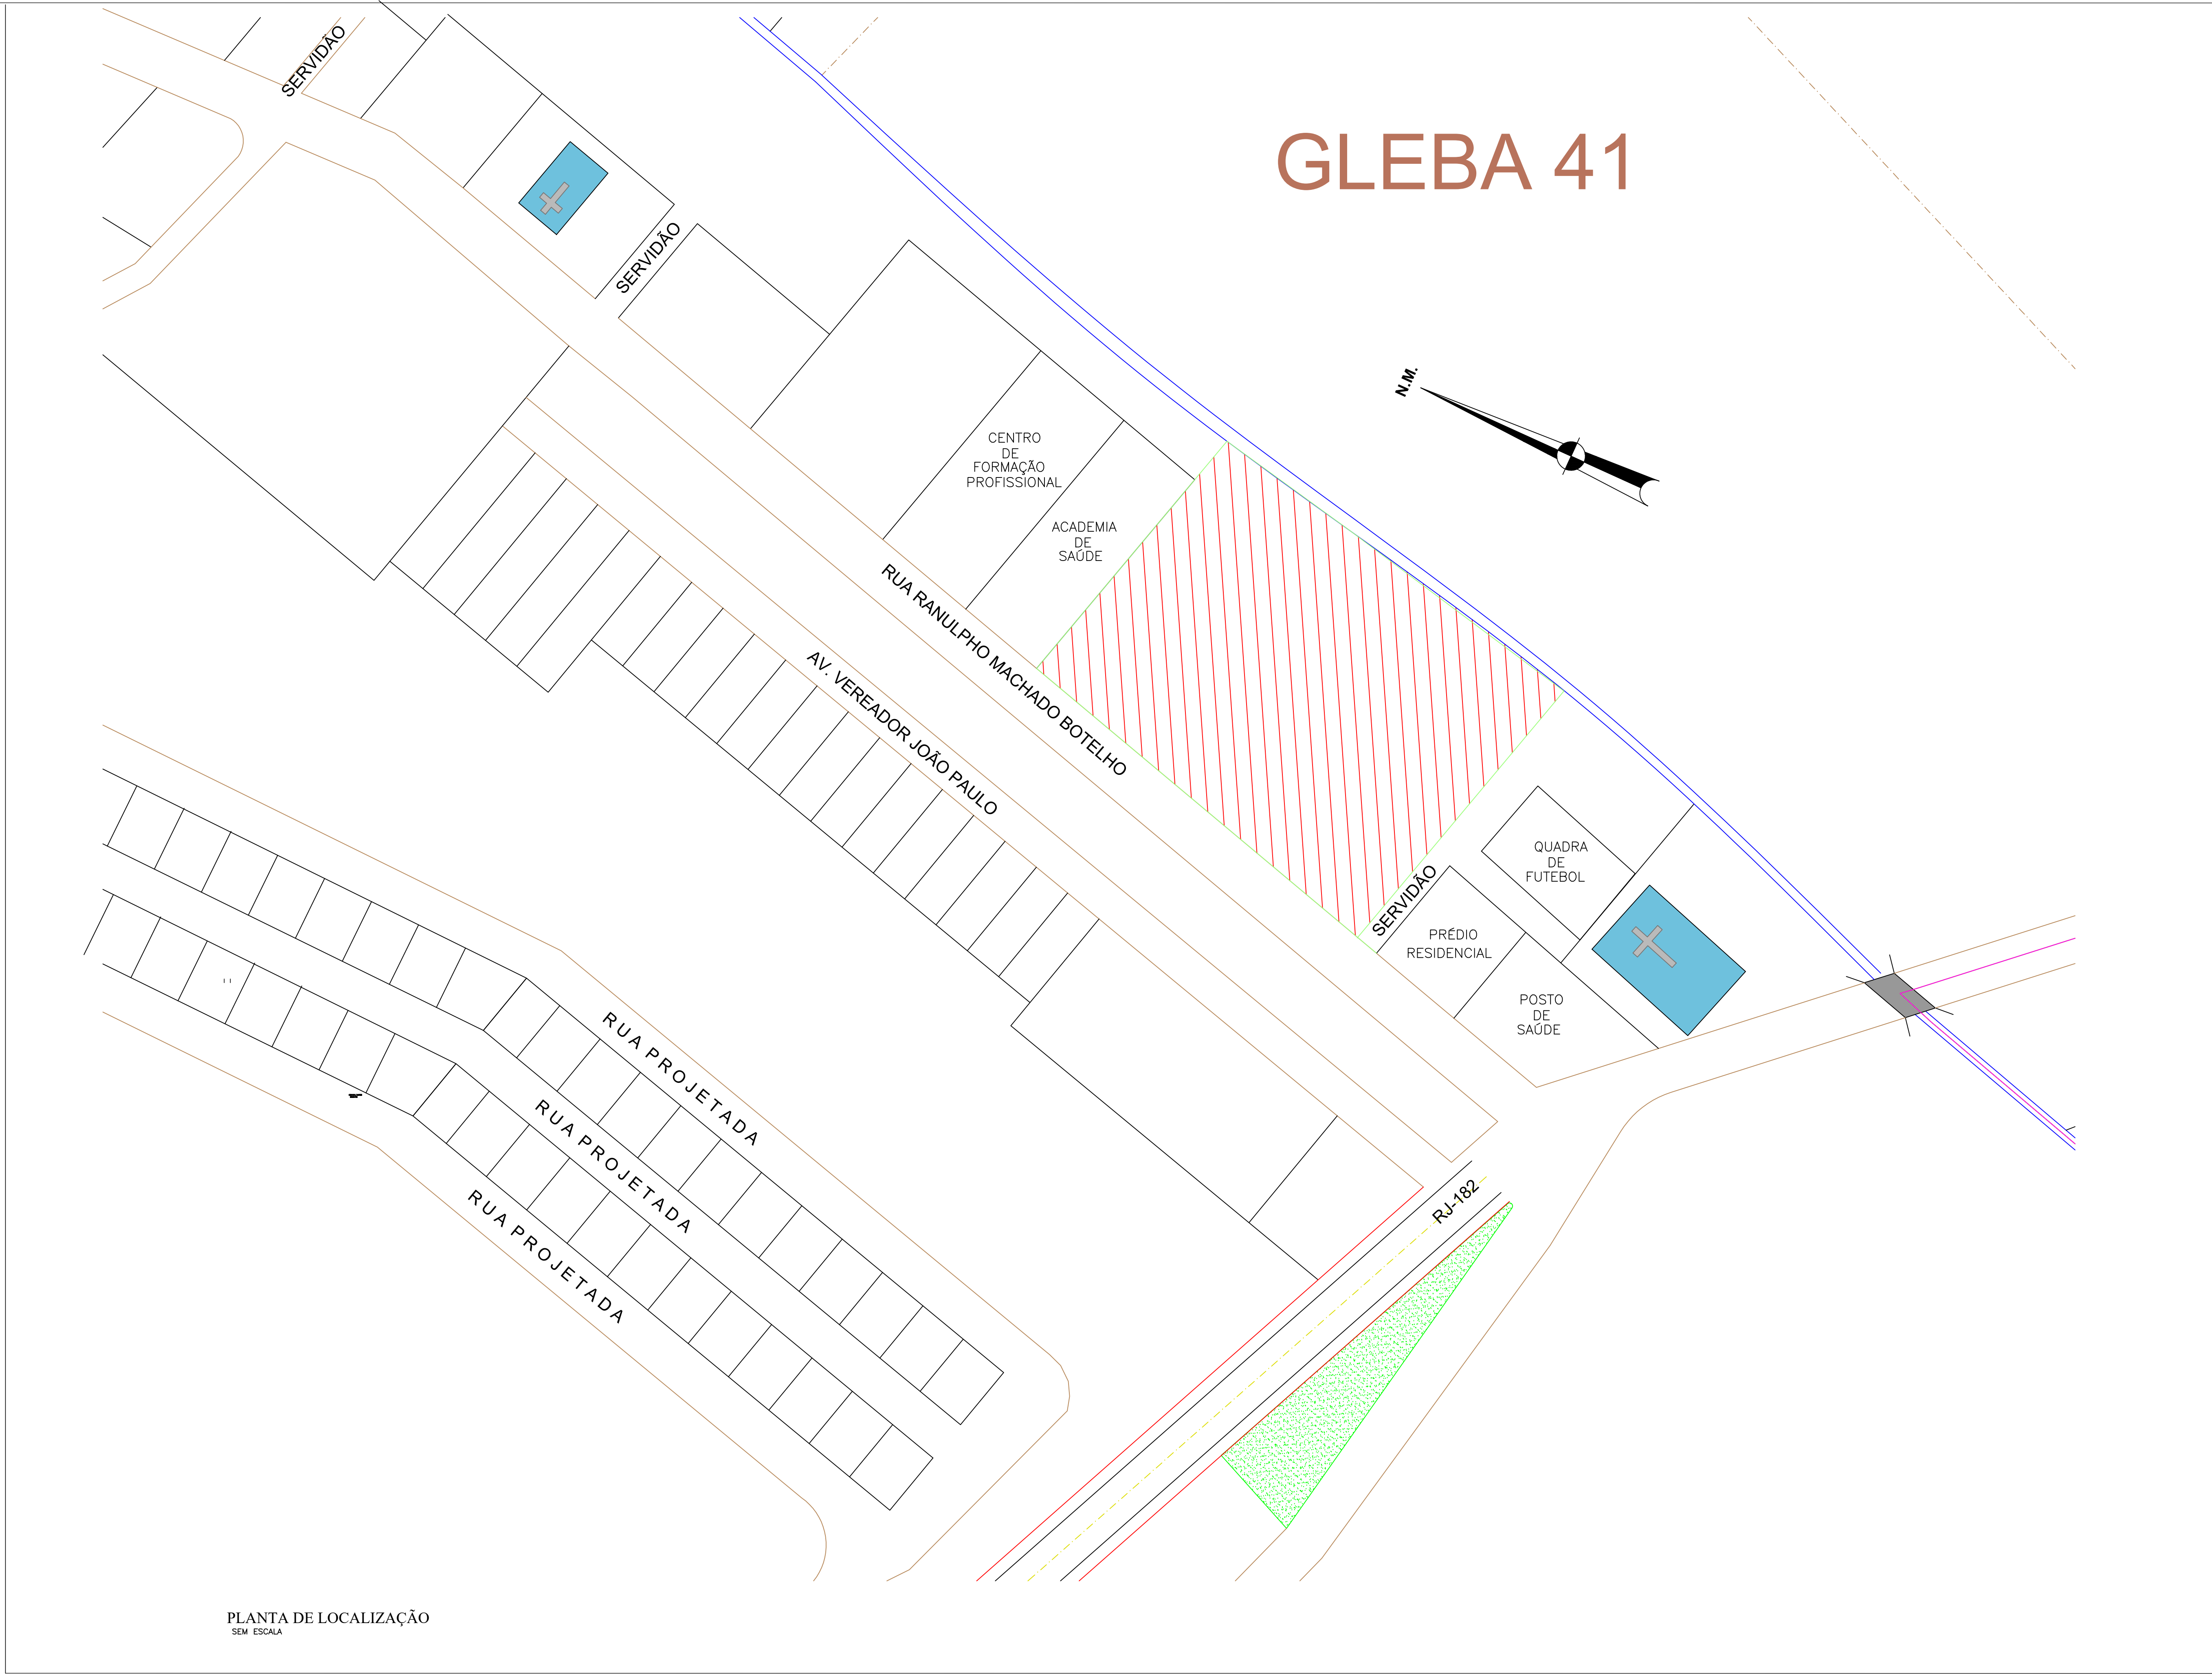 SERVIDÃO
GLEBA 41
SERVIDÃO
N.M.
CENTRO
DE
FORMAÇÃO
PROFISSIONAL
ACADEMIA
DE
SAÚDE
RUA RANULPHO MACHADO BOTELHO
AV. VEREADOR JOÃO PAULO
QUADRA
DE
FUTEBOL
SERVIDÃO
PRÉDIO
RESIDENCIAL
POSTO
DE
SAÚDE
RUA PROJETADA
RUA PROJETADA
RUA PROJETADA
RJ-182
PLANTA DE LOCALIZAÇÃO
SEM ESCALA